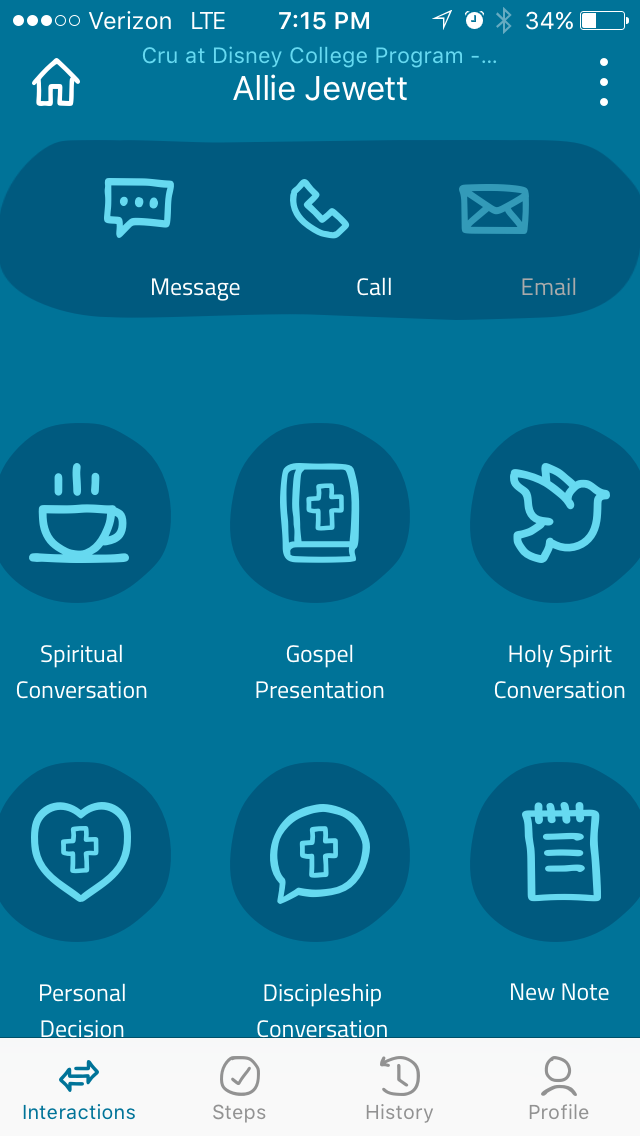 Verizon LTE 7:15 PM 34%
Cru at Disney College Program -...
Allie Jewett
Message Call Email
Spiritual Conversation
Gospel Presentation
Holy Spirit Conversation
Personal Decision
Discipleship Conversation
New Note
Interactions Steps History Profile